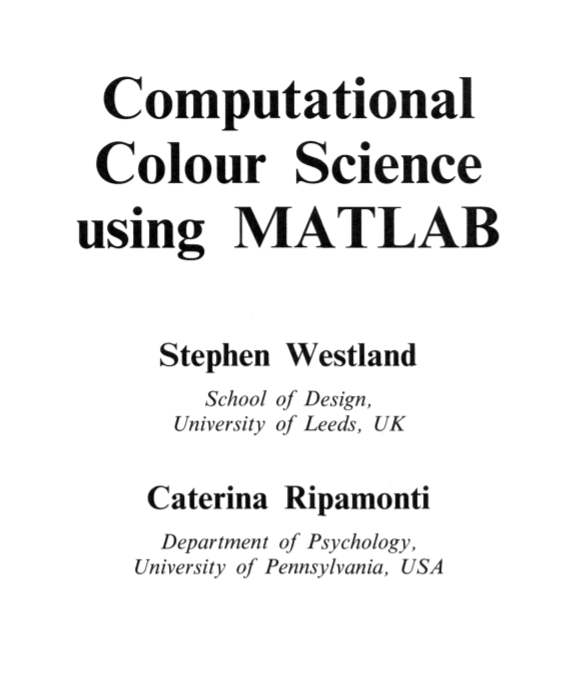 Computational
Colour Science
using MATLAB
Stephen Westland
School of Design,
University of Leeds, UK
Caterina Ripamonti
Department of Psychology,
University of Pennsylvania, USA